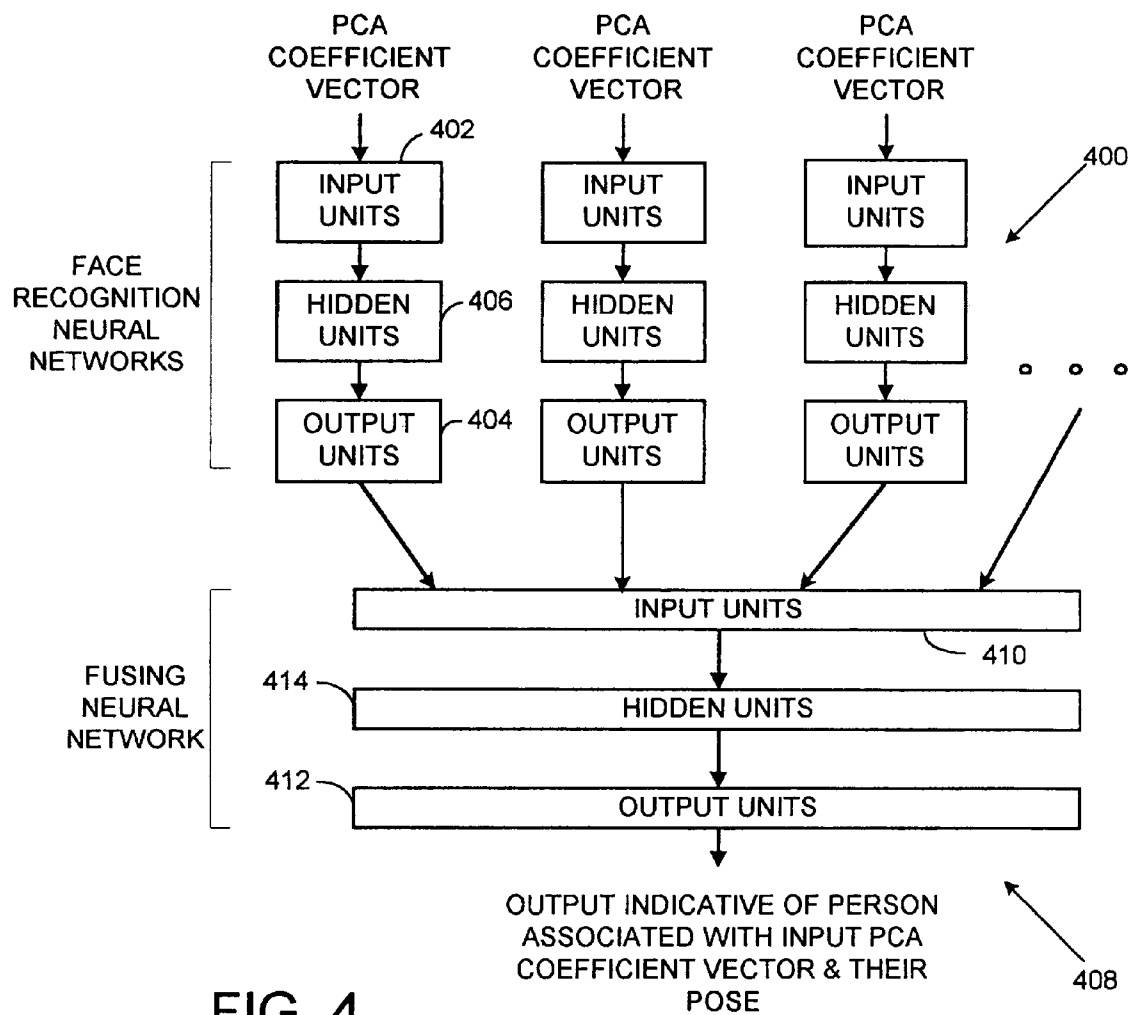 PCA
COEFFICIENT
VECTOR
PCA
COEFFICIENT
VECTOR
PCA
COEFFICIENT
VECTOR
402
400
INPUT
UNITS
INPUT
UNITS
INPUT
UNITS
FACE
RECOGNITION
NEURAL
NETWORKS
HIDDEN
UNITS
406
HIDDEN
UNITS
HIDDEN
UNITS
OUTPUT
UNITS
404
OUTPUT
UNITS
OUTPUT
UNITS
INPUT UNITS
410
FUSING
NEURAL
NETWORK
414
HIDDEN UNITS
412
OUTPUT UNITS
OUTPUT INDICATIVE OF PERSON
ASSOCIATED WITH INPUT PCA
COEFFICIENT VECTOR & THEIR
POSE
408
FIG. 4